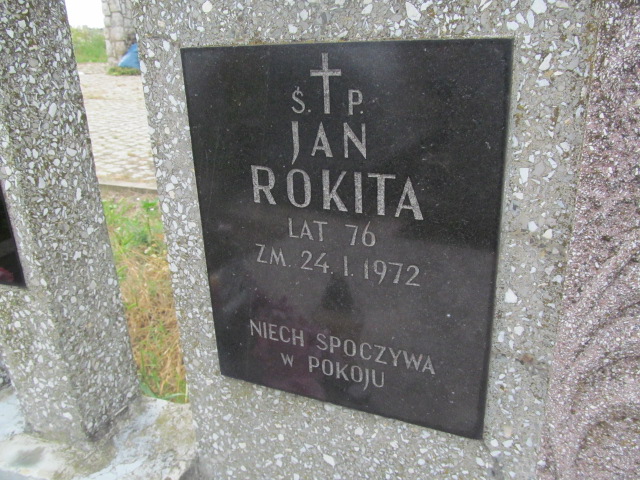 Ś. P.
JAN
ROKITA
LAT 76
ZM. 24. I. 1972
NIECH SPOCZYWA
W POKOJU